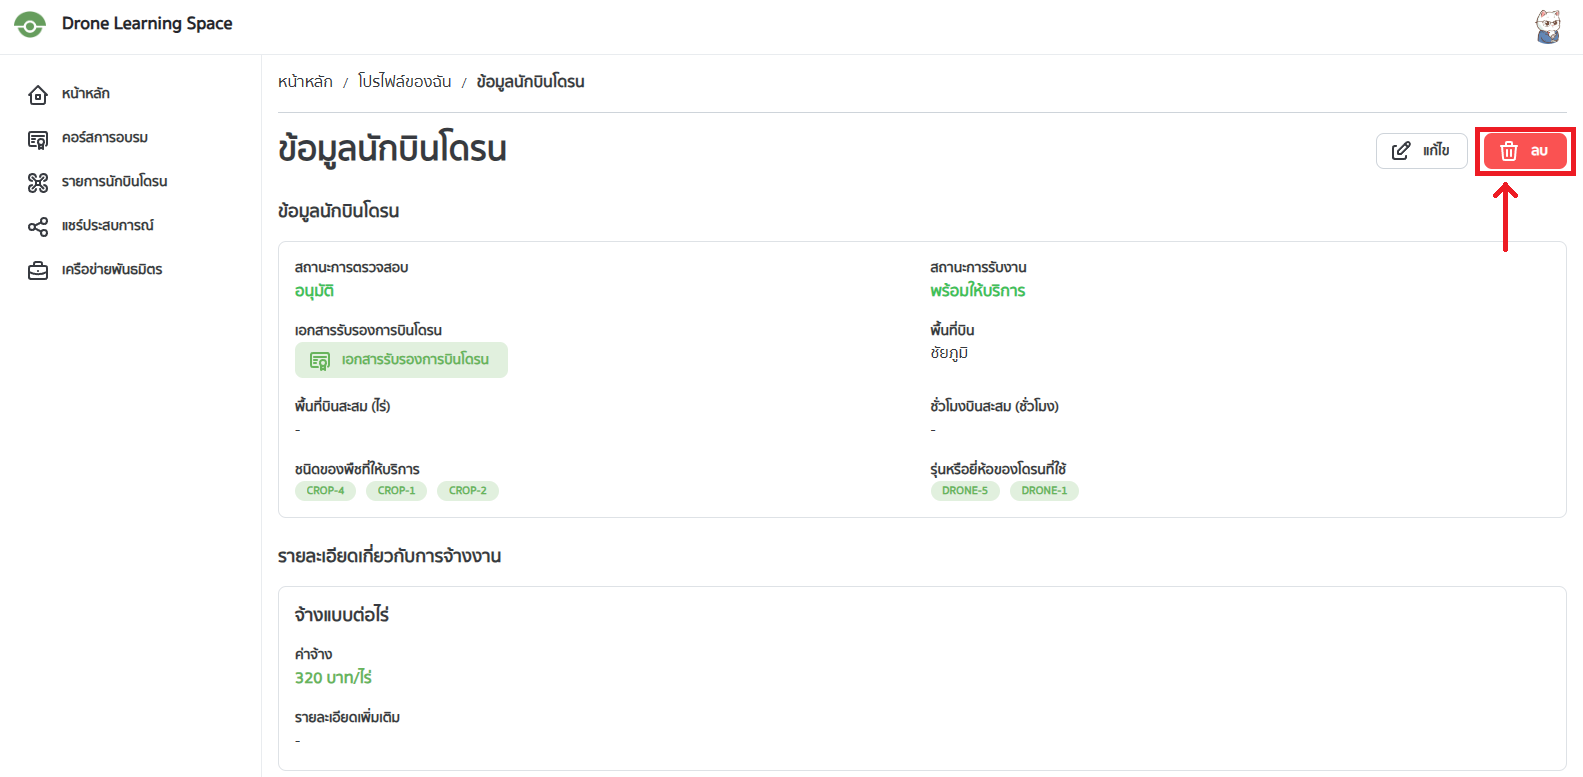 Drone Learning Space
หน้าหลัก
คอร์สการอบรม
รายการนักบินโดรน
แชร์ประสบการณ์
เครือข่ายพันธมิตร
หน้าหลัก / โปรไฟล์ของฉัน / ข้อมูลนักบินโดรน
ข้อมูลนักบินโดรน
แก้ไข
ลบ
ข้อมูลนักบินโดรน
สถานะการตรวจสอบ
อนุมัติ
สถานะการรับงาน
พร้อมให้บริการ
เอกสารรับรองการบินโดรน
เอกสารรับรองการบินโดรน
พื้นที่บิน
ชัยภูมิ
พื้นที่บินสะสม (ไร่)
-
ชั่วโมงบินสะสม (ชั่วโมง)
-
ชนิดของพืชที่ให้บริการ
CROP-4 CROP-1 CROP-2
รุ่นหรือยี่ห้อของโดรนที่ใช้
DRONE-5 DRONE-1
รายละเอียดเกี่ยวกับการจ้างงาน
จ้างแบบต่อไร่
ค่าจ้าง
320 บาท/ไร่
รายละเอียดเพิ่มเติม
-